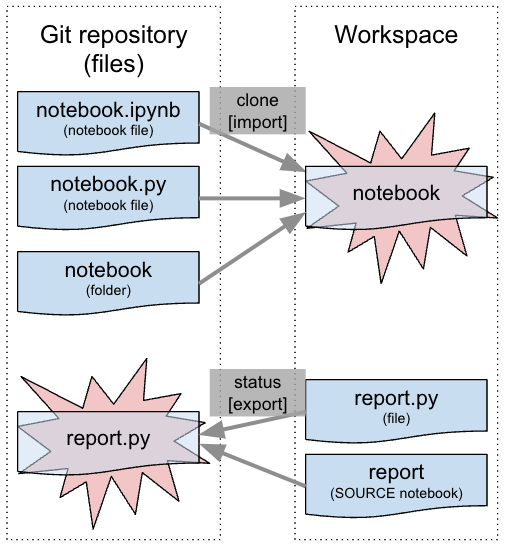 Git repository
(files)
Workspace
notebook.ipynb
(notebook file)
clone
[import]
notebook.py
(notebook file)
notebook
notebook
(folder)
status
[export]
report.py
report.py
(file)
report
(SOURCE notebook)